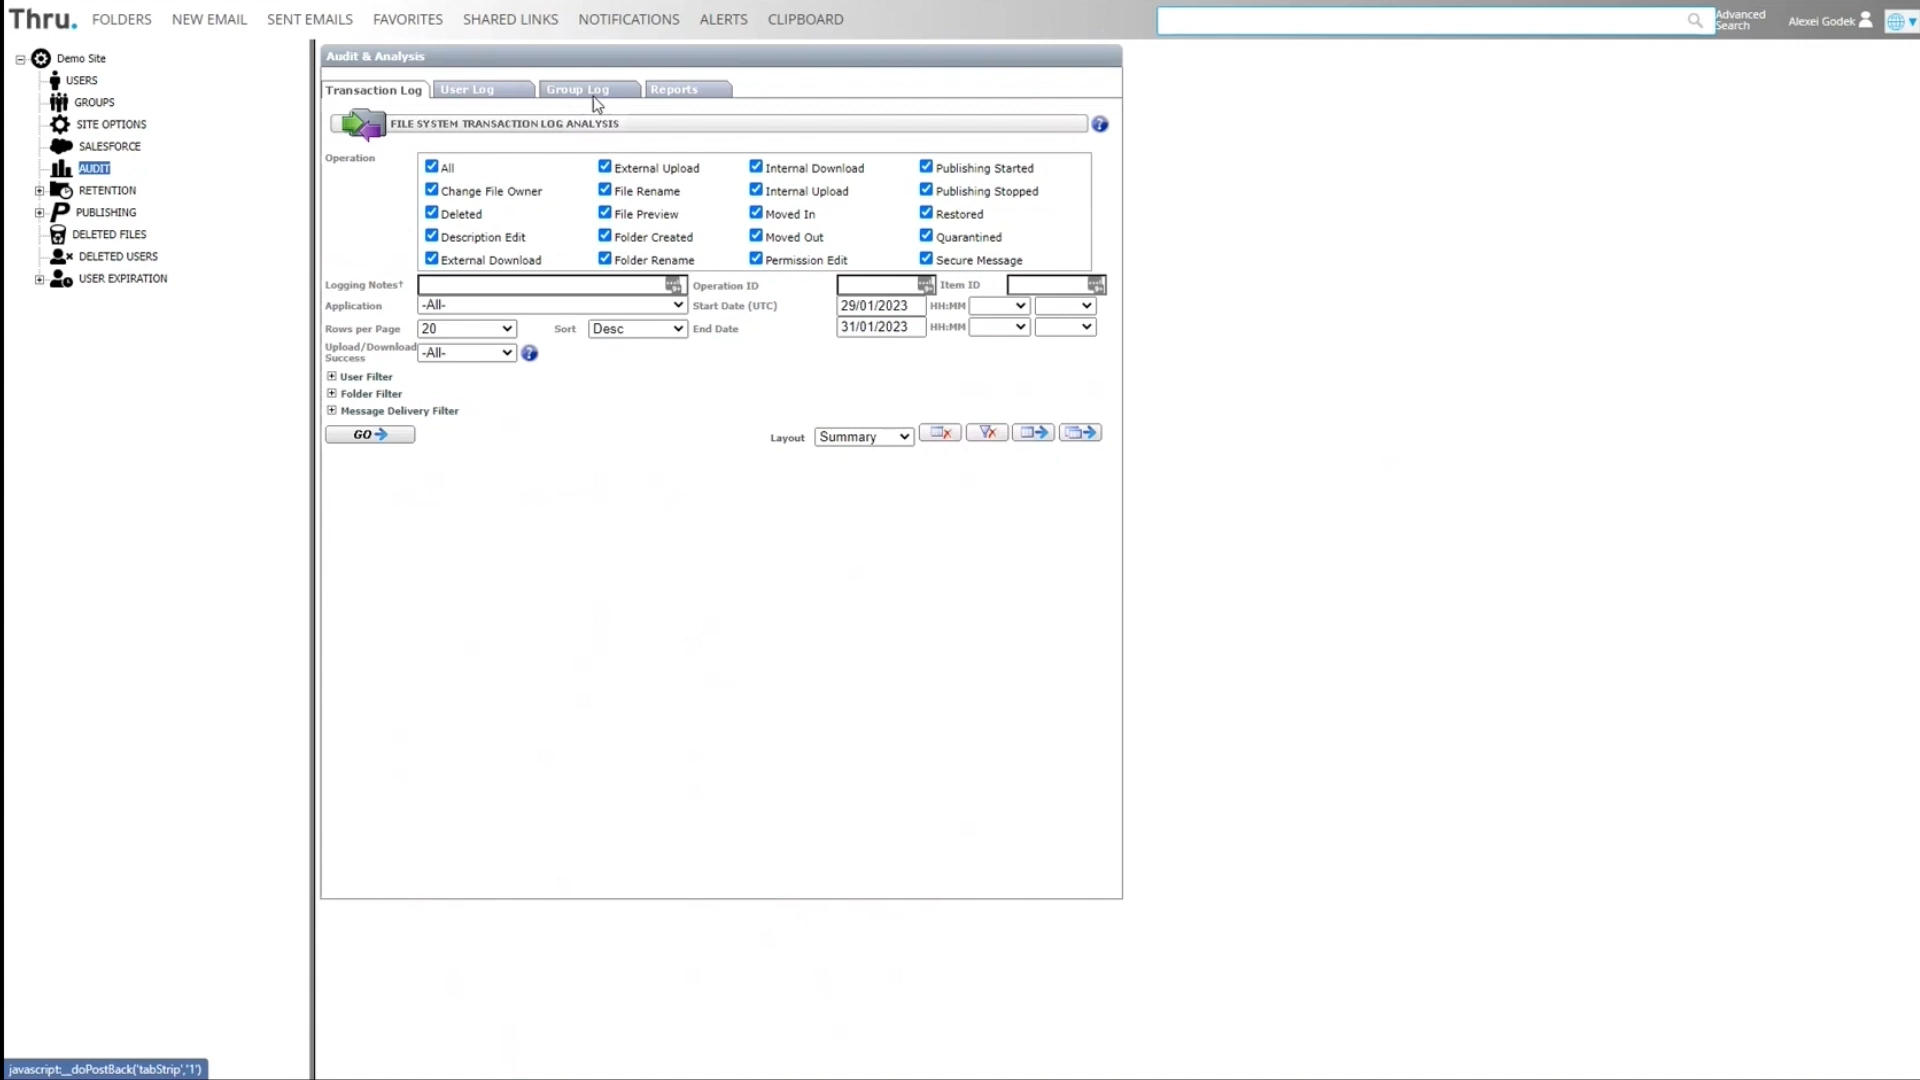 Thru. FOLDERS NEW EMAIL SENT EMAILS FAVORITES SHARED LINKS NOTIFICATIONS ALERTS CLIPBOARD Advanced Search Alexei Godek
Demo Site
USERS
GROUPS
SITE OPTIONS
SALESFORCE
AUDIT
RETENTION
PUBLISHING
DELETED FILES
DELETED USERS
USER EXPIRATION
Audit & Analysis
Transaction Log User Log Group Log Reports
FILE SYSTEM TRANSACTION LOG ANALYSIS
Operation
All External Upload Internal Download Publishing Started
Change File Owner File Rename Internal Upload Publishing Stopped
Deleted File Preview Moved In Restored
Description Edit Folder Created Moved Out Quarantined
External Download Folder Rename Permission Edit Secure Message
Logging Notes† Operation ID Item ID
Application -All- Start Date (UTC) 29/01/2023 HH:MM
Rows per Page 20 Sort Desc End Date 31/01/2023 HH:MM
Upload/Download Success -All-
User Filter
Folder Filter
Message Delivery Filter
GO Layout Summary
javascript:__doPostBack('tabStrip','1')